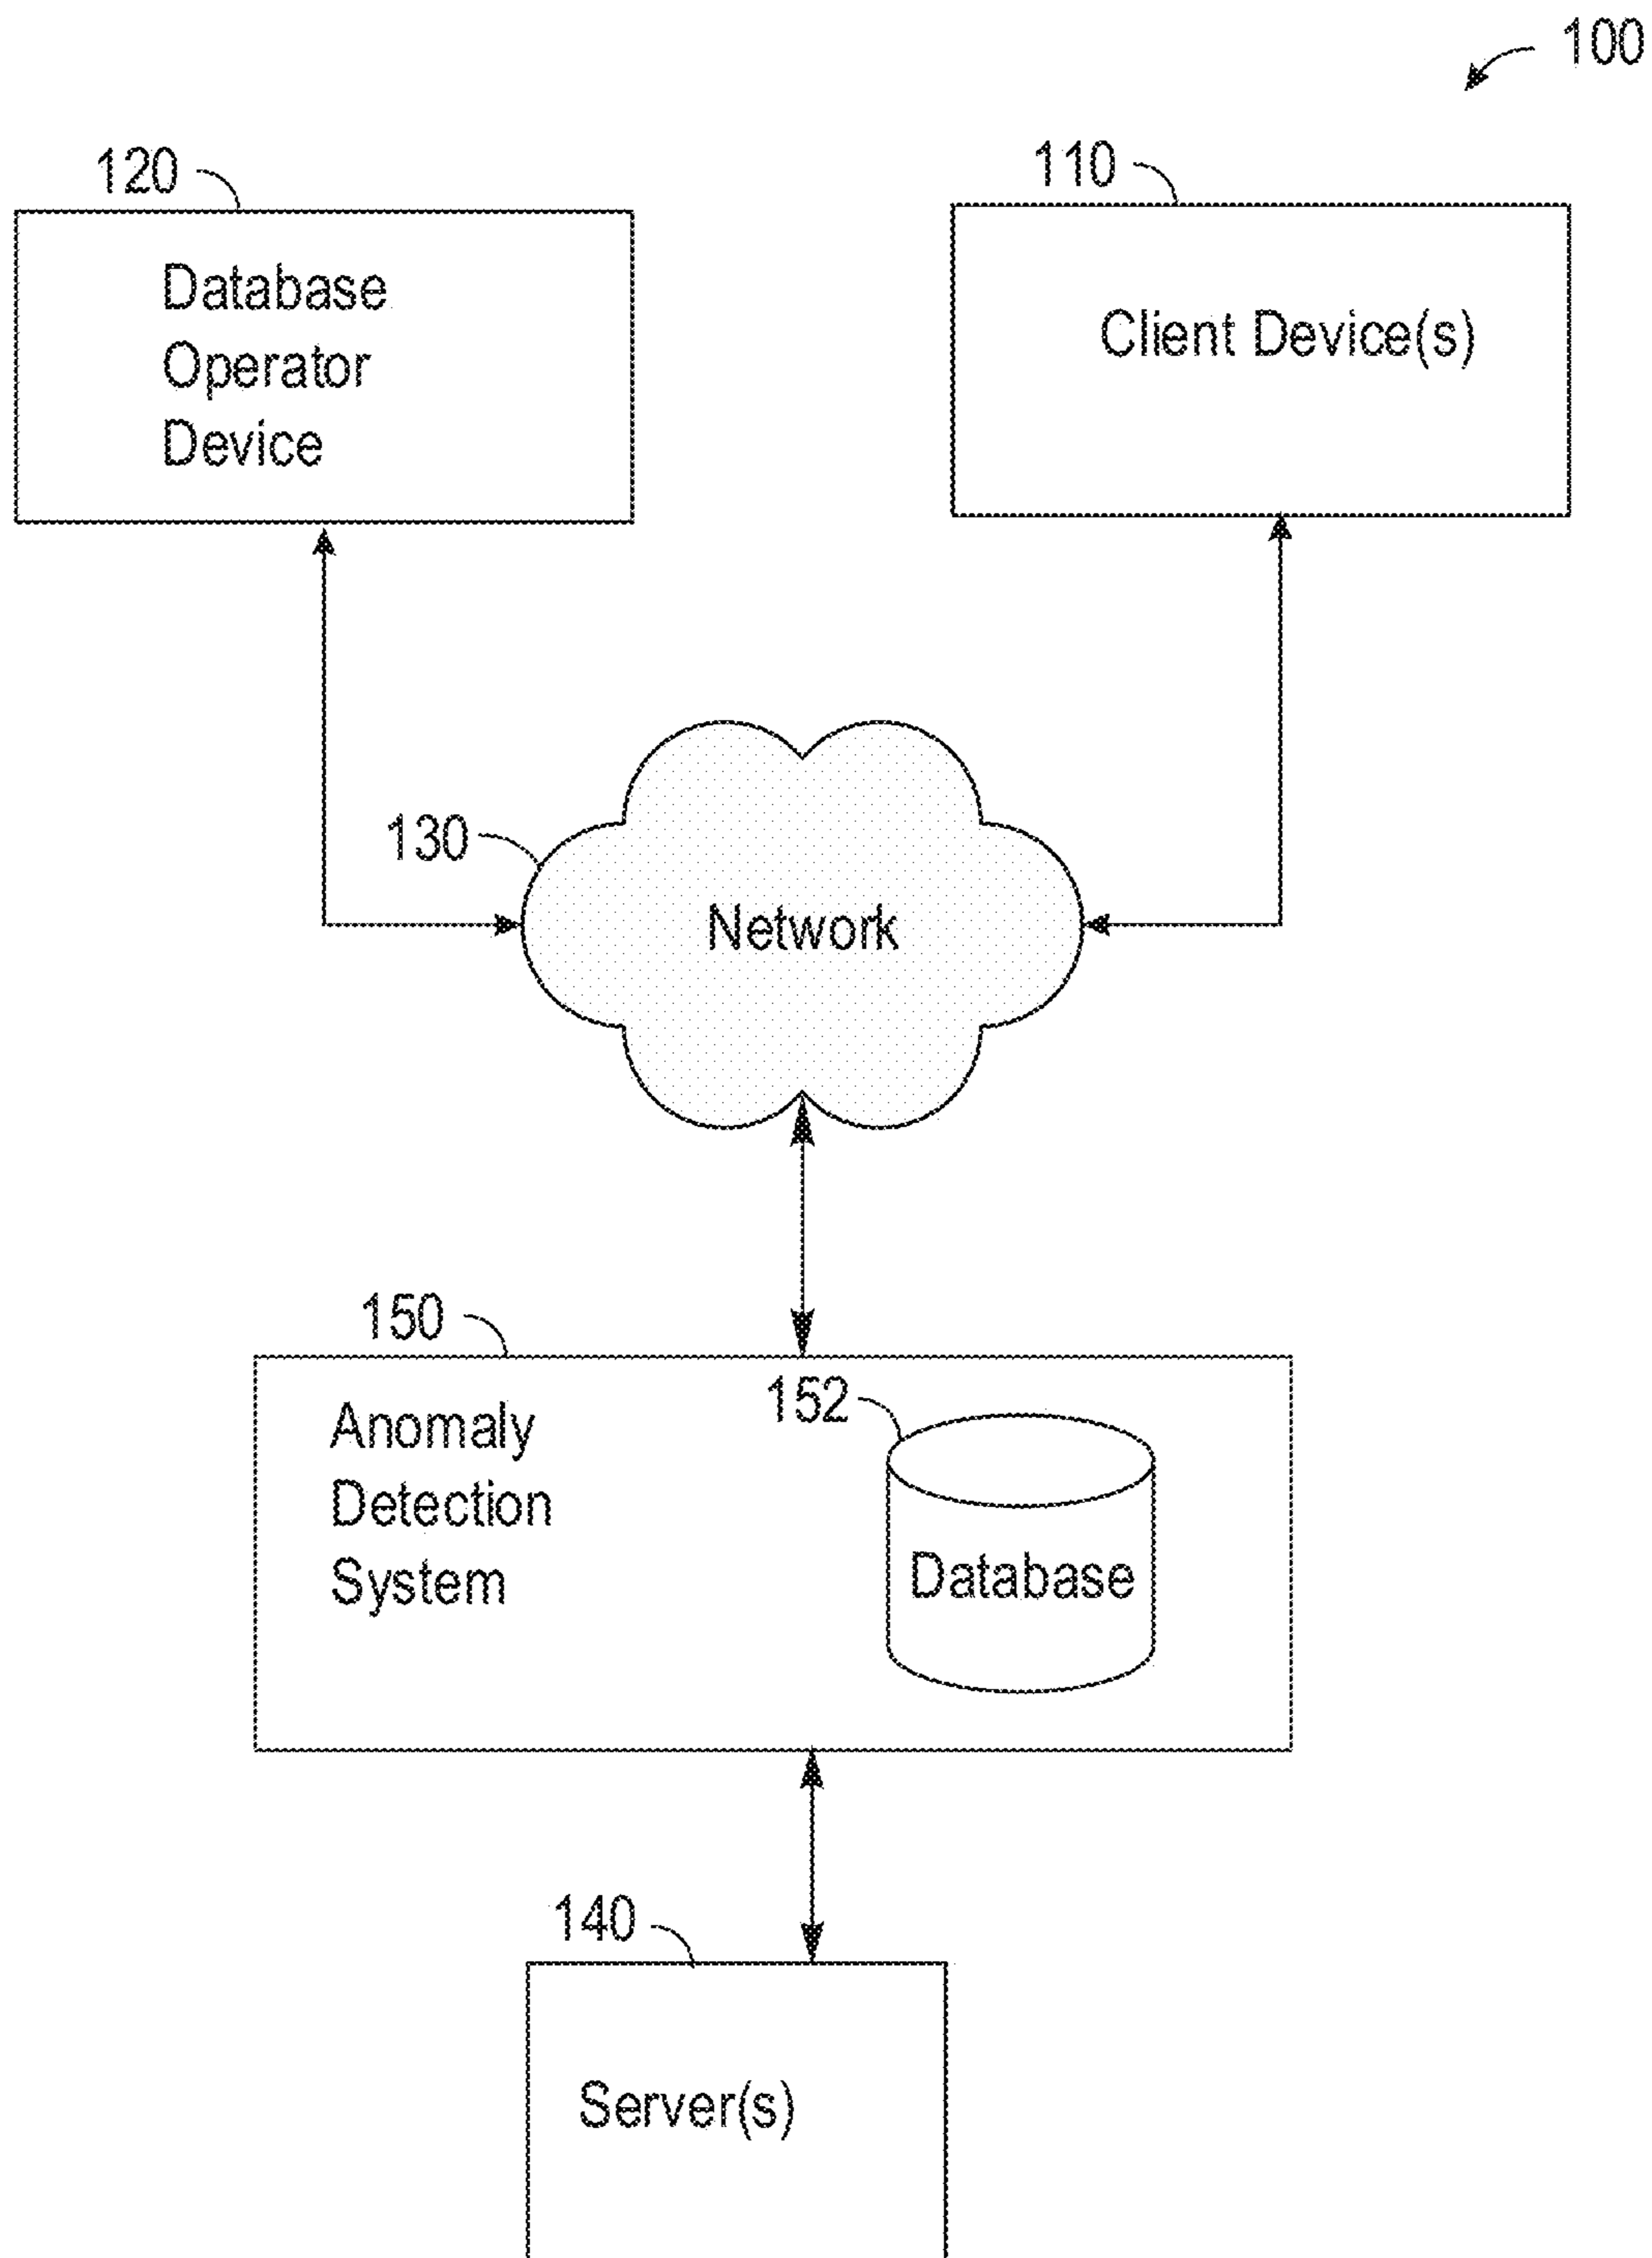 100
120
110
Database
Operator
Device
Client Device(s)
130
Network
150
152
Anomaly
Detection
System
Database
140
Server(s)